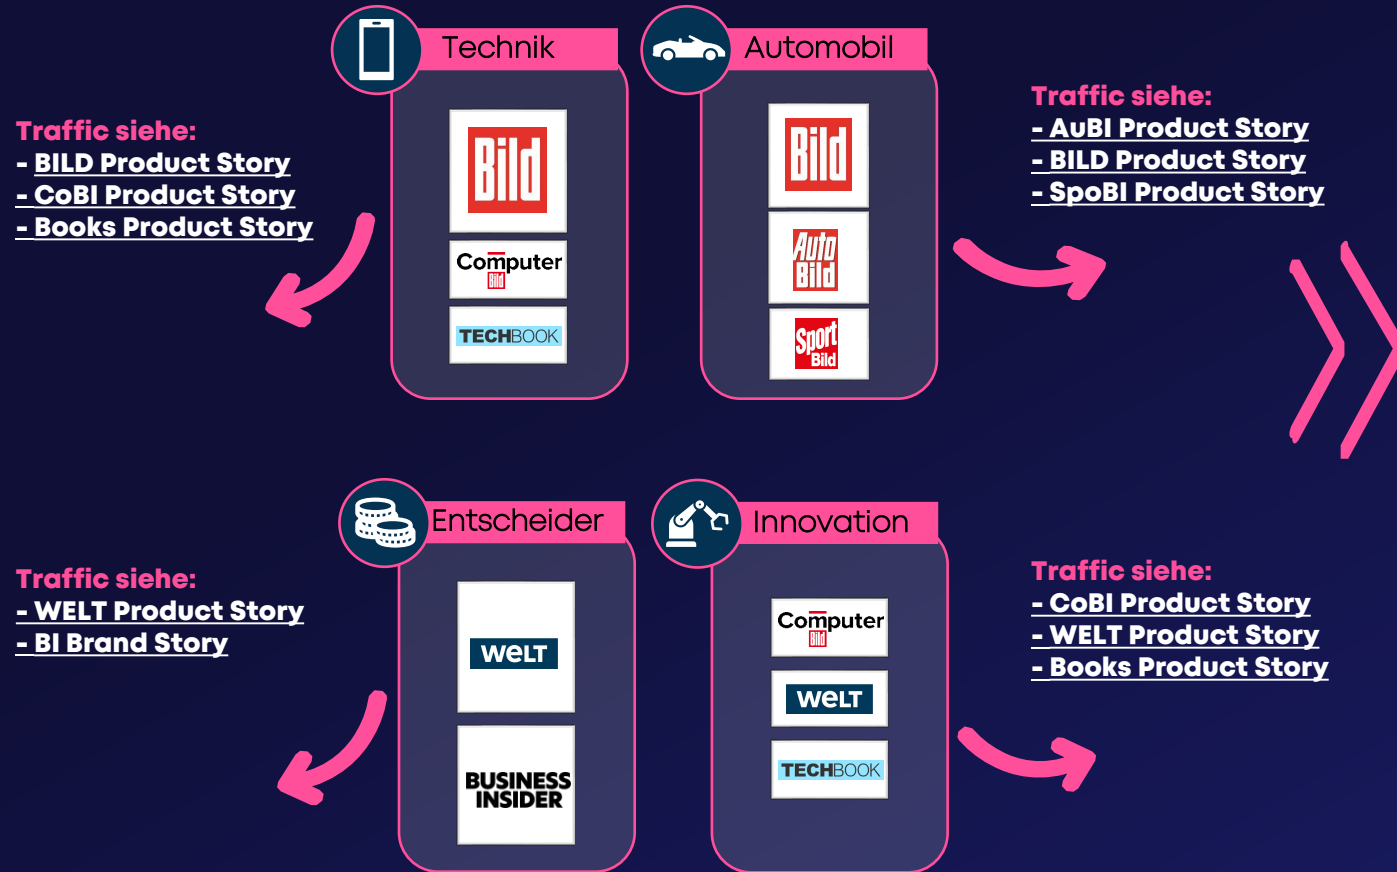 Technik
Bild
Computer
Bild
TECHBOOK
Traffic siehe:
- BILD Product Story
- CoBI Product Story
- Books Product Story
Automobil
Bild
Auto
Bild
Sport
Bild
Traffic siehe:
- AuBI Product Story
- BILD Product Story
- SpoBI Product Story
Entscheider
WELT
BUSINESS
INSIDER
Traffic siehe:
- WELT Product Story
- BI Brand Story
Innovation
Computer
Bild
WELT
TECHBOOK
Traffic siehe:
- CoBI Product Story
- WELT Product Story
- Books Product Story